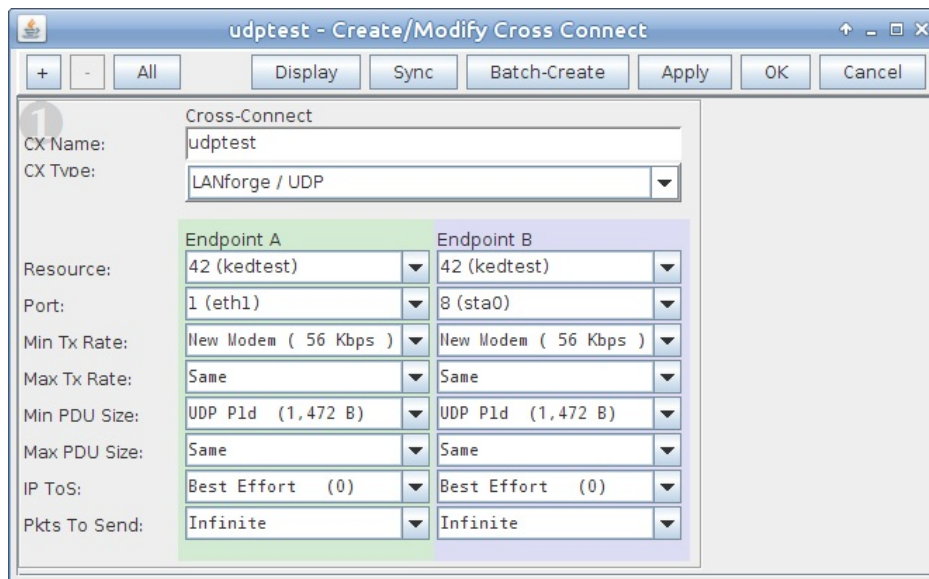 udptest - Create/Modify Cross Connect
+ - All Display Sync Batch-Create Apply OK Cancel
1
Cross-Connect
CX Name: udptest
CX Type: LANforge / UDP
Endpoint A Endpoint B
Resource: 42 (kedtest) 42 (kedtest)
Port: 1 (eth1) 8 (sta0)
Min Tx Rate: New Modem ( 56 Kbps ) New Modem ( 56 Kbps )
Max Tx Rate: Same Same
Min PDU Size: UDP Pld (1,472 B) UDP Pld (1,472 B)
Max PDU Size: Same Same
IP ToS: Best Effort (0) Best Effort (0)
Pkts To Send: Infinite Infinite